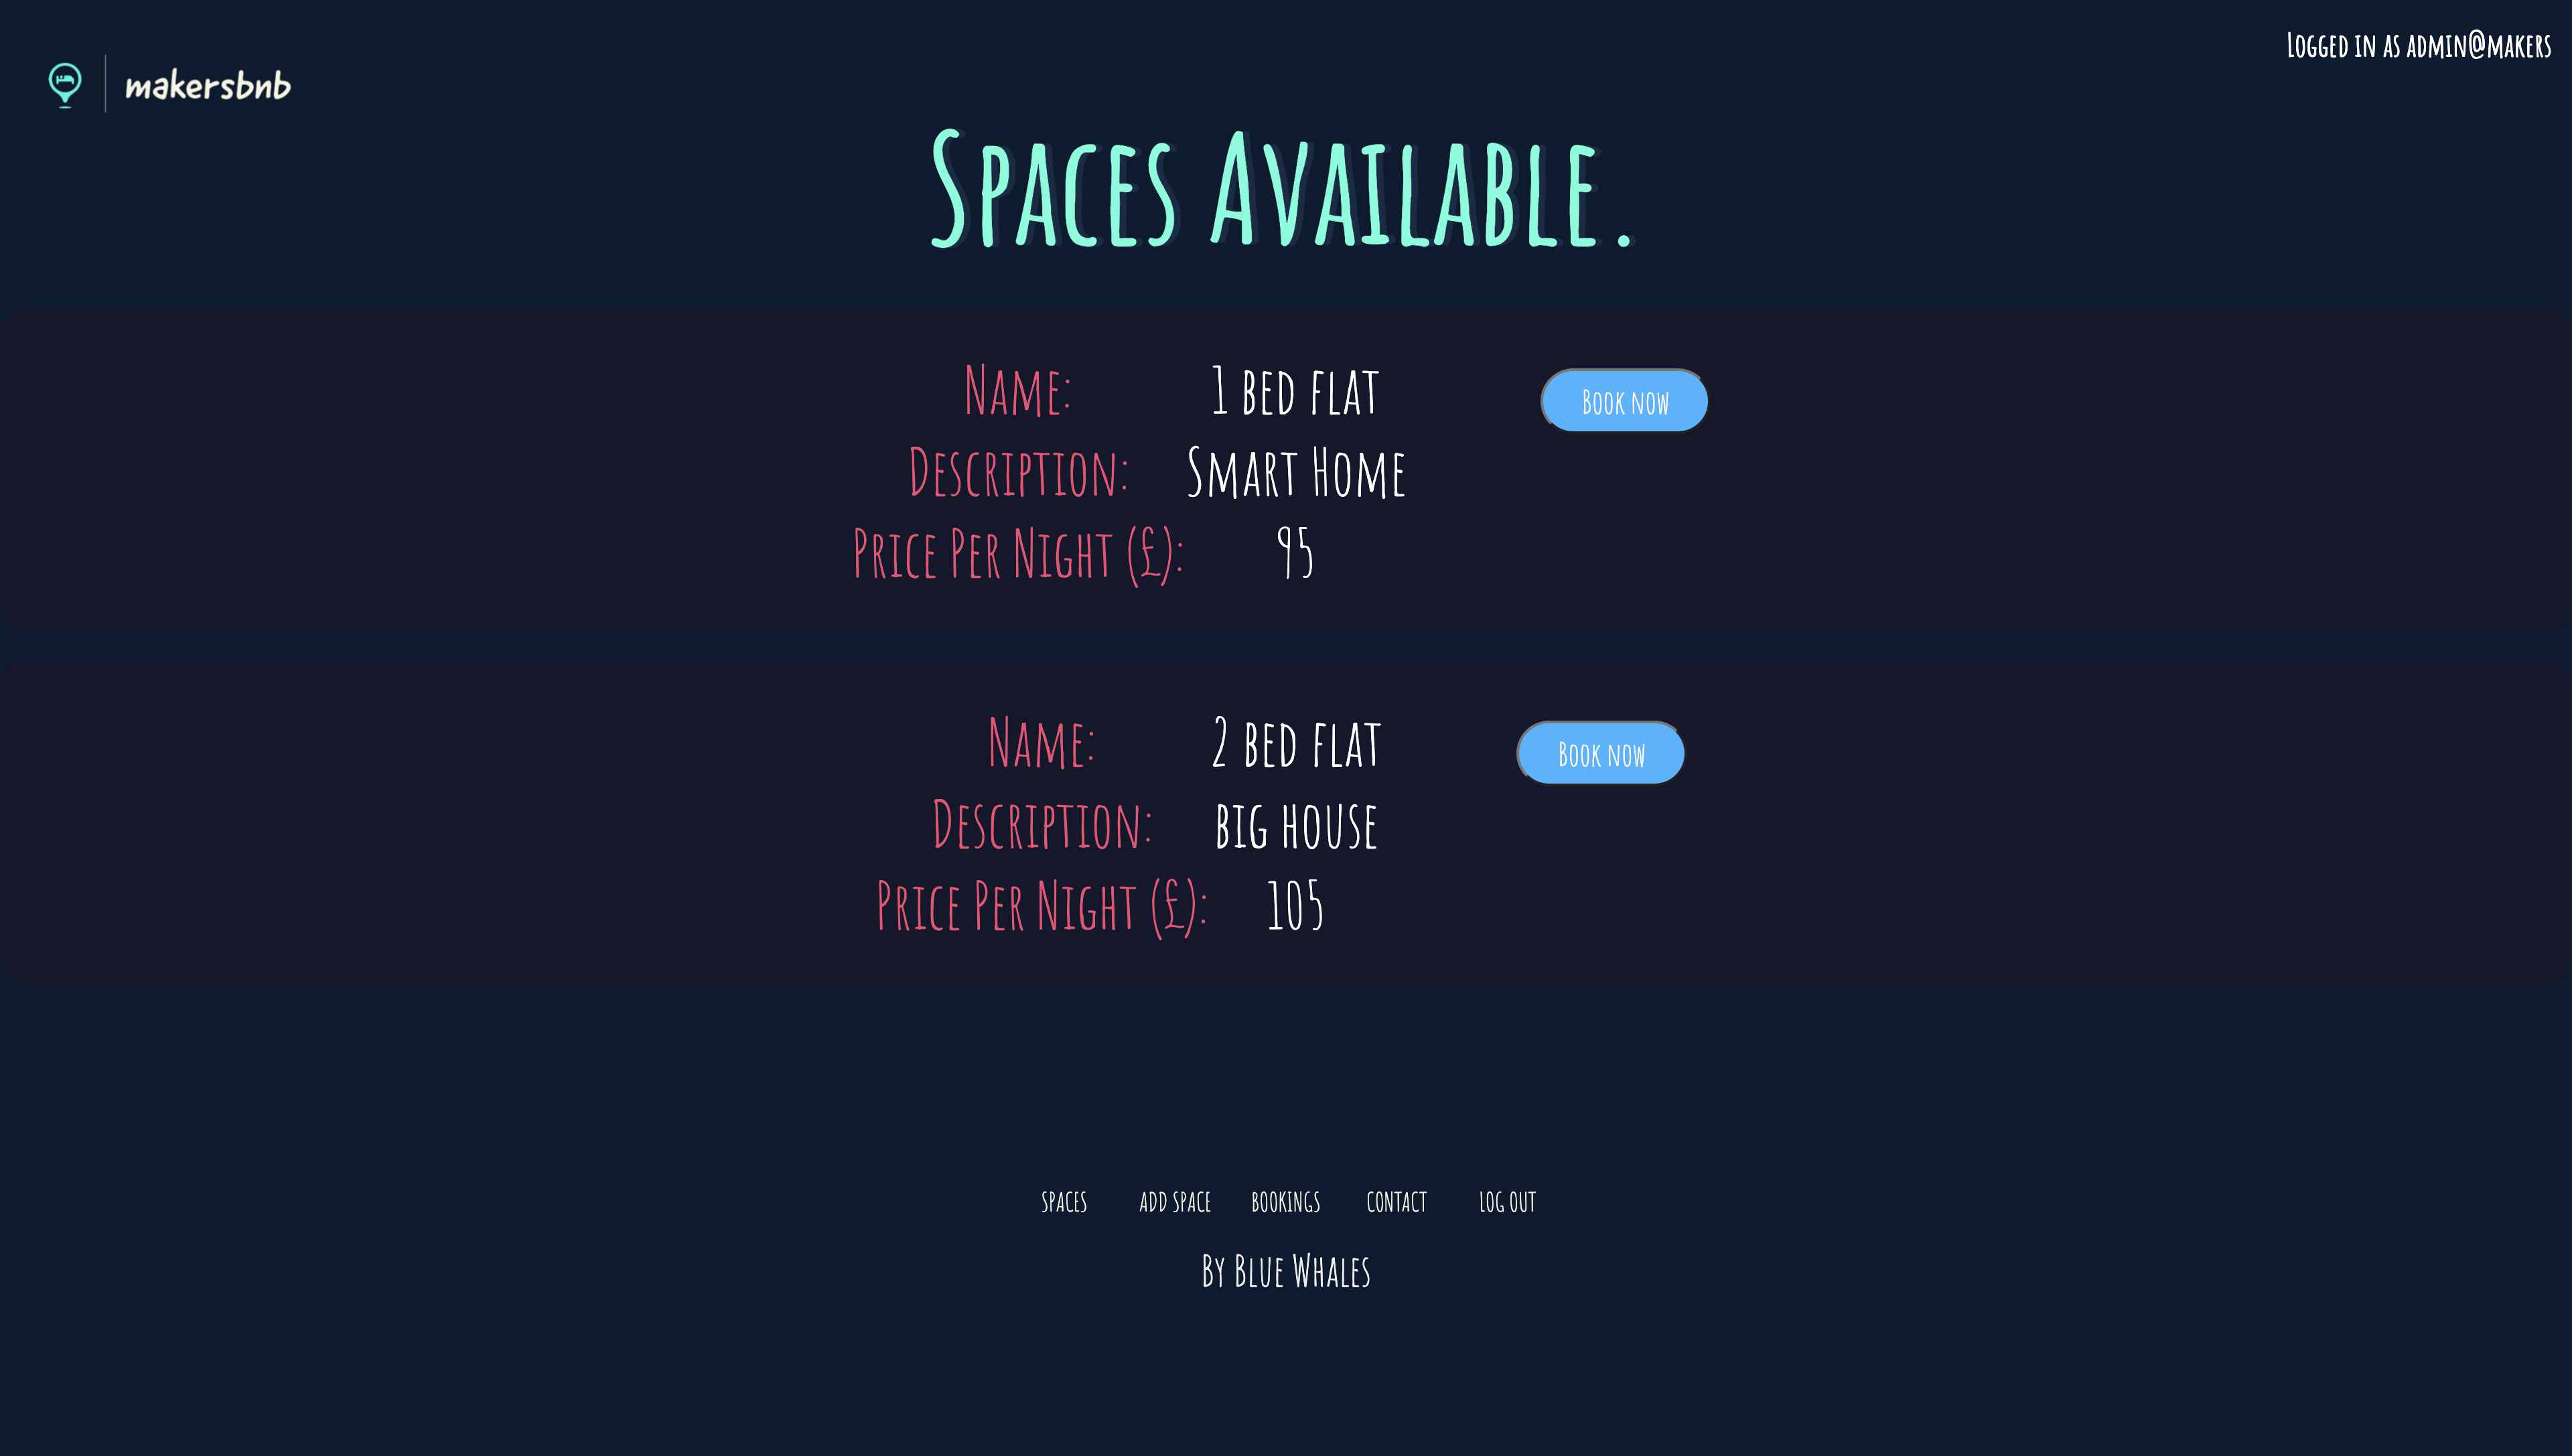 Logged in as admin@makers
makersbnb
Spaces Available.
Name: 1 bed flat Book now
Description: Smart Home
Price Per Night (£): 95
Name: 2 bed flat Book now
Description: big house
Price Per Night (£): 105
SPACES ADD SPACE BOOKINGS CONTACT LOG OUT
By Blue Whales